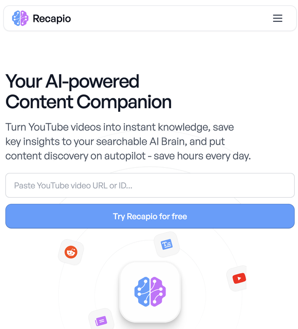 Recapio
Your AI-powered
Content Companion
Turn YouTube videos into instant knowledge, save
key insights to your searchable AI Brain, and put
content discovery on autopilot - save hours every day.
Paste YouTube video URL or ID...
Try Recapio for free